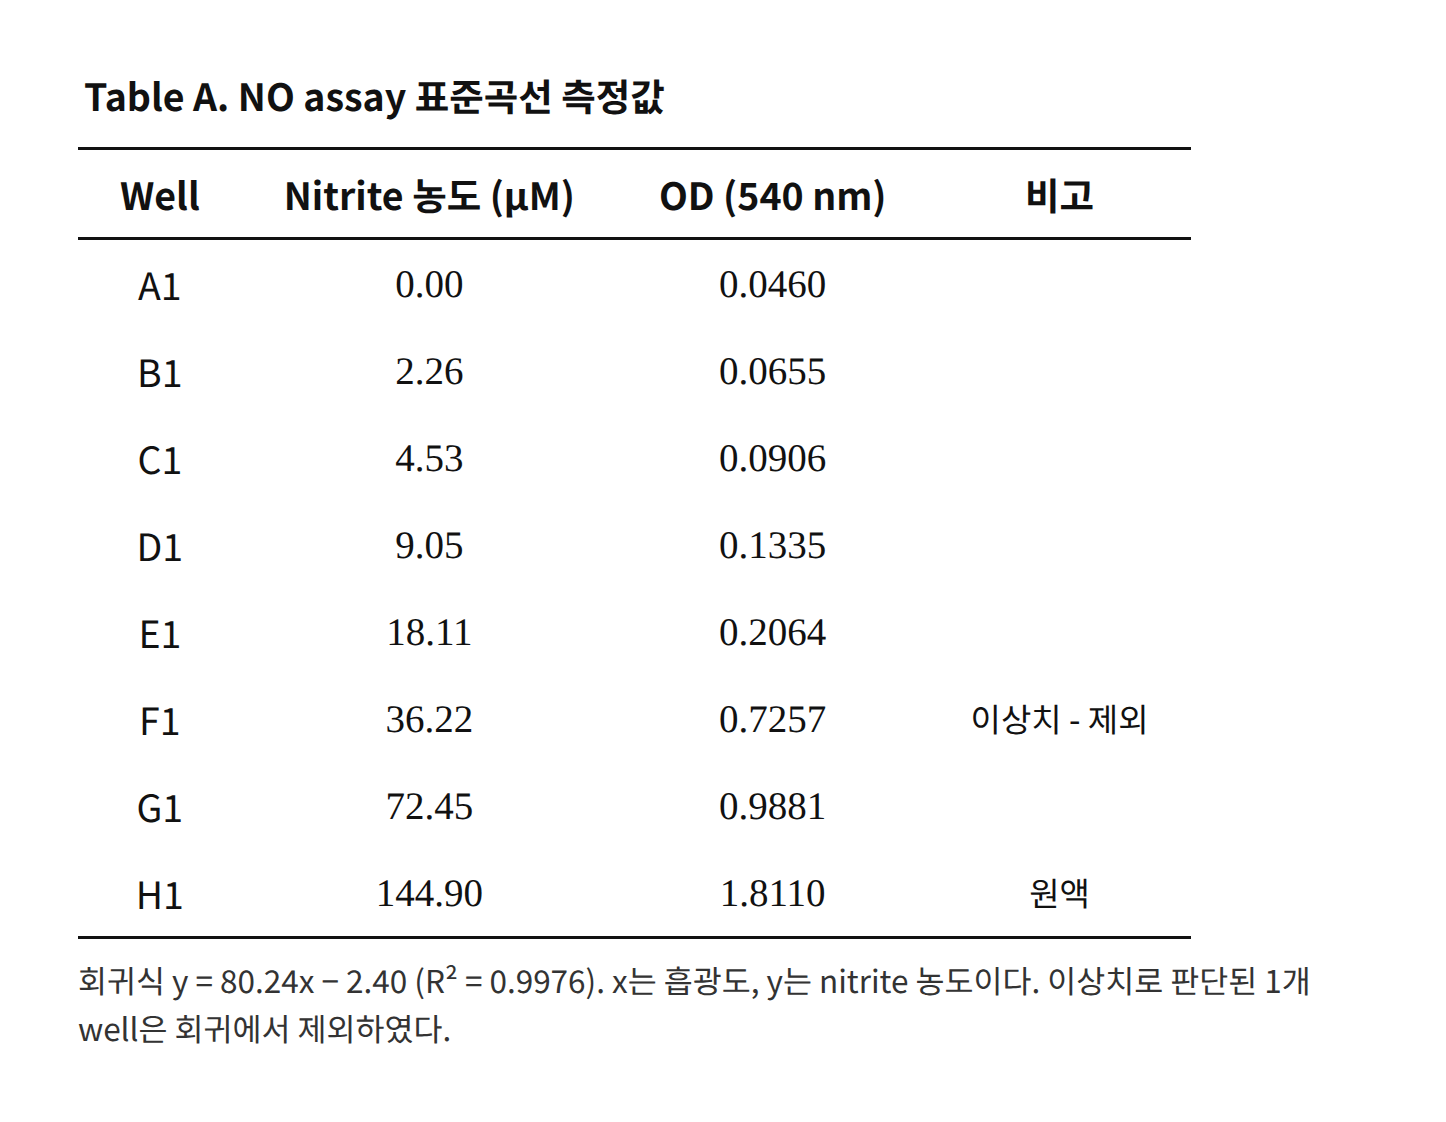 Table A. NO assay 표준곡선 측정값
Well Nitrite 농도 (μM) OD (540 nm) 비고
A1 0.00 0.0460
B1 2.26 0.0655
C1 4.53 0.0906
D1 9.05 0.1335
E1 18.11 0.2064
F1 36.22 0.7257 이상치 - 제외
G1 72.45 0.9881
H1 144.90 1.8110 원액
회귀식 y = 80.24x − 2.40 (R² = 0.9976). x는 흡광도, y는 nitrite 농도이다. 이상치로 판단된 1개
well은 회귀에서 제외하였다.